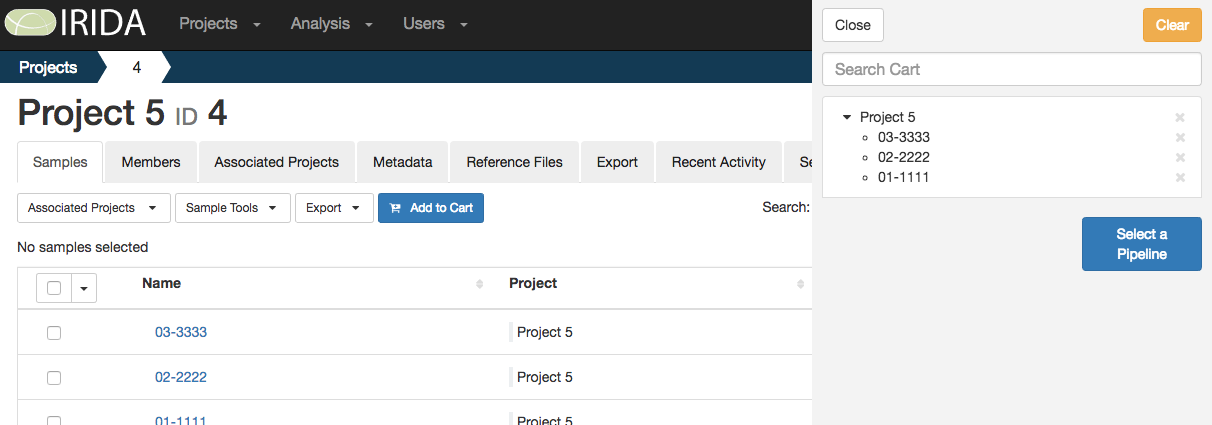 IRIDA Projects Analysis Users
Projects 4
Project 5 ID 4
Samples Members Associated Projects Metadata Reference Files Export Recent Activity Se
Associated Projects Sample Tools Export Add to Cart Search:
No samples selected
Name Project
03-3333 Project 5
02-2222 Project 5
01-1111 Project 5
Close Clear
Search Cart
Project 5
03-3333
02-2222
01-1111
Select a
Pipeline